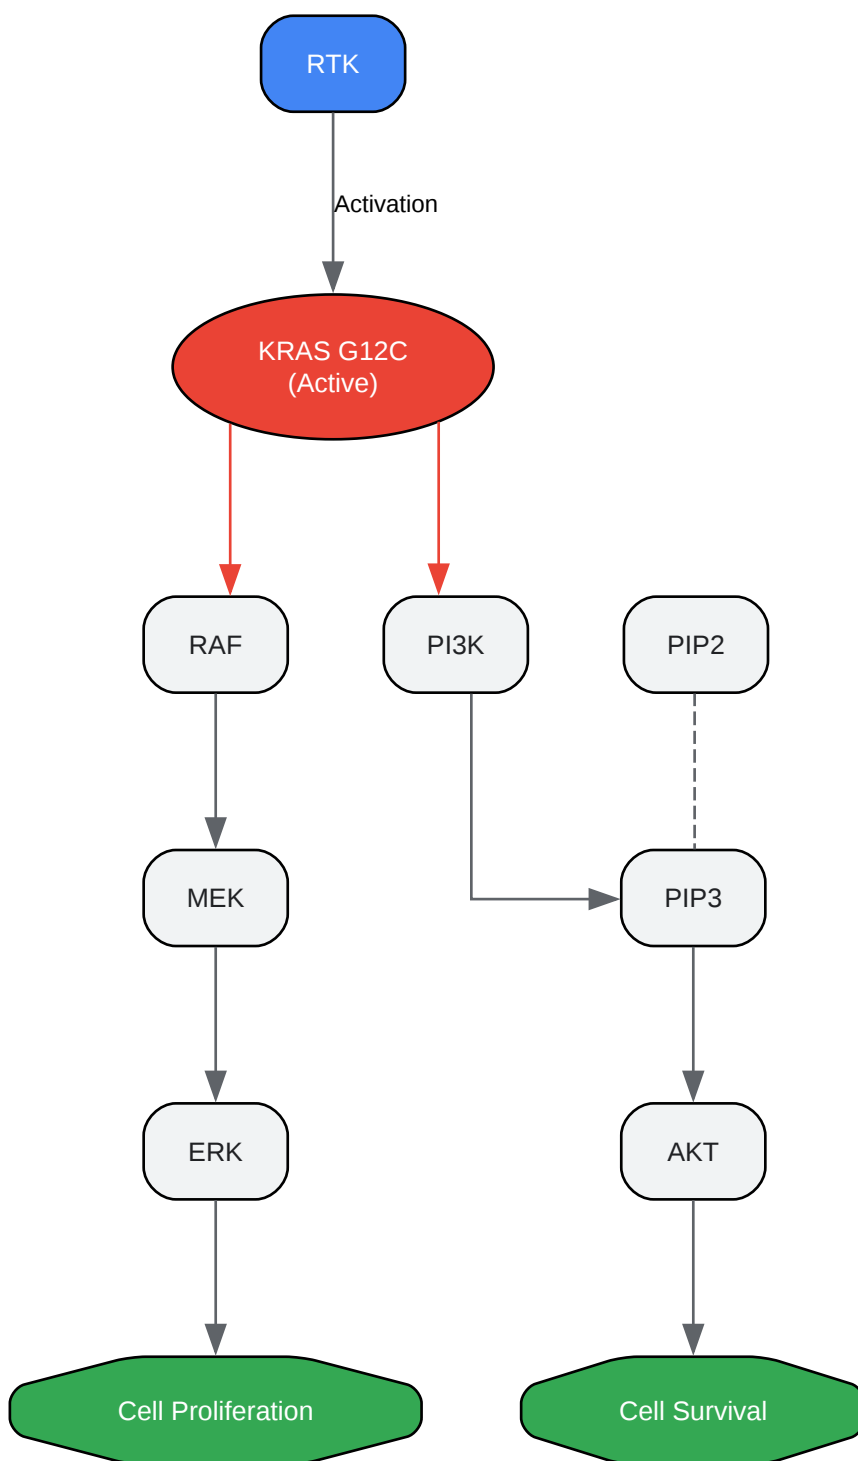 RTK
Activation
KRAS G12C
(Active)
RAF
PI3K
PIP2
MEK
PIP3
ERK
AKT
Cell Proliferation
Cell Survival